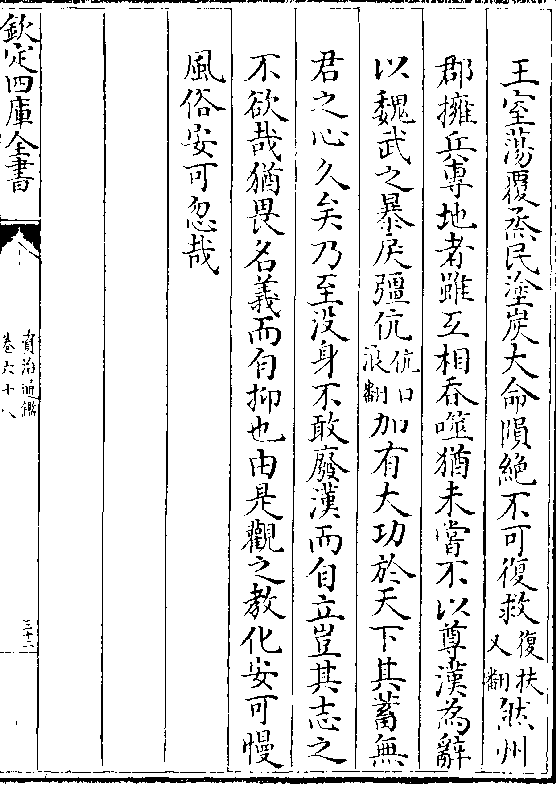 王室蕩覆烝民塗炭大命隕絶不可復救復扶又翻然州
郡擁兵專地者雖互相吞噬猶未嘗不以尊漢為辭
以魏武之暴戾彊伉伉口浪翻加有大功於天下其蓄無
君之心久矣乃至没身不敢廢漢而自立豈其志之
不欲哉猶畏名義而自抑也由是觀之教化安可慢
風俗安可忽哉
欽定四庫全書
資治通鑑
卷六十八
三十二